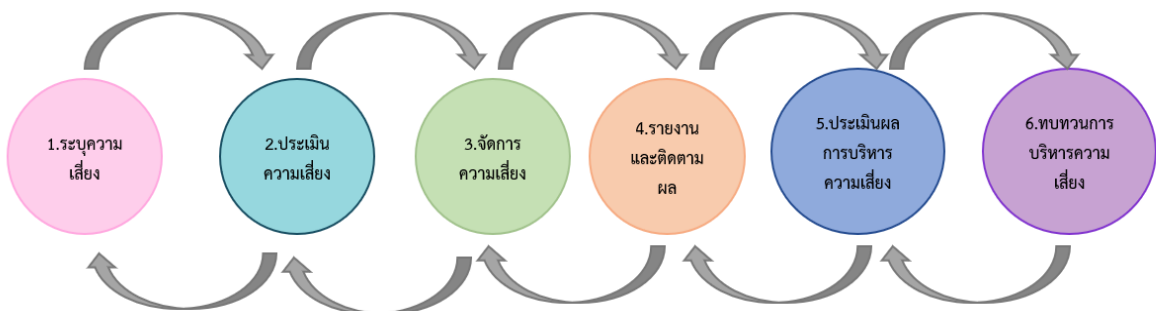 1.ระบุความ
เสี่ยง
2.ประเมิน
ความเสี่ยง
3.จัดการ
ความเสี่ยง
4.รายงาน
และติดตาม
ผล
5.ประเมินผล
การบริหาร
ความเสี่ยง
6.ทบทวนการ
บริหารความ
เสี่ยง